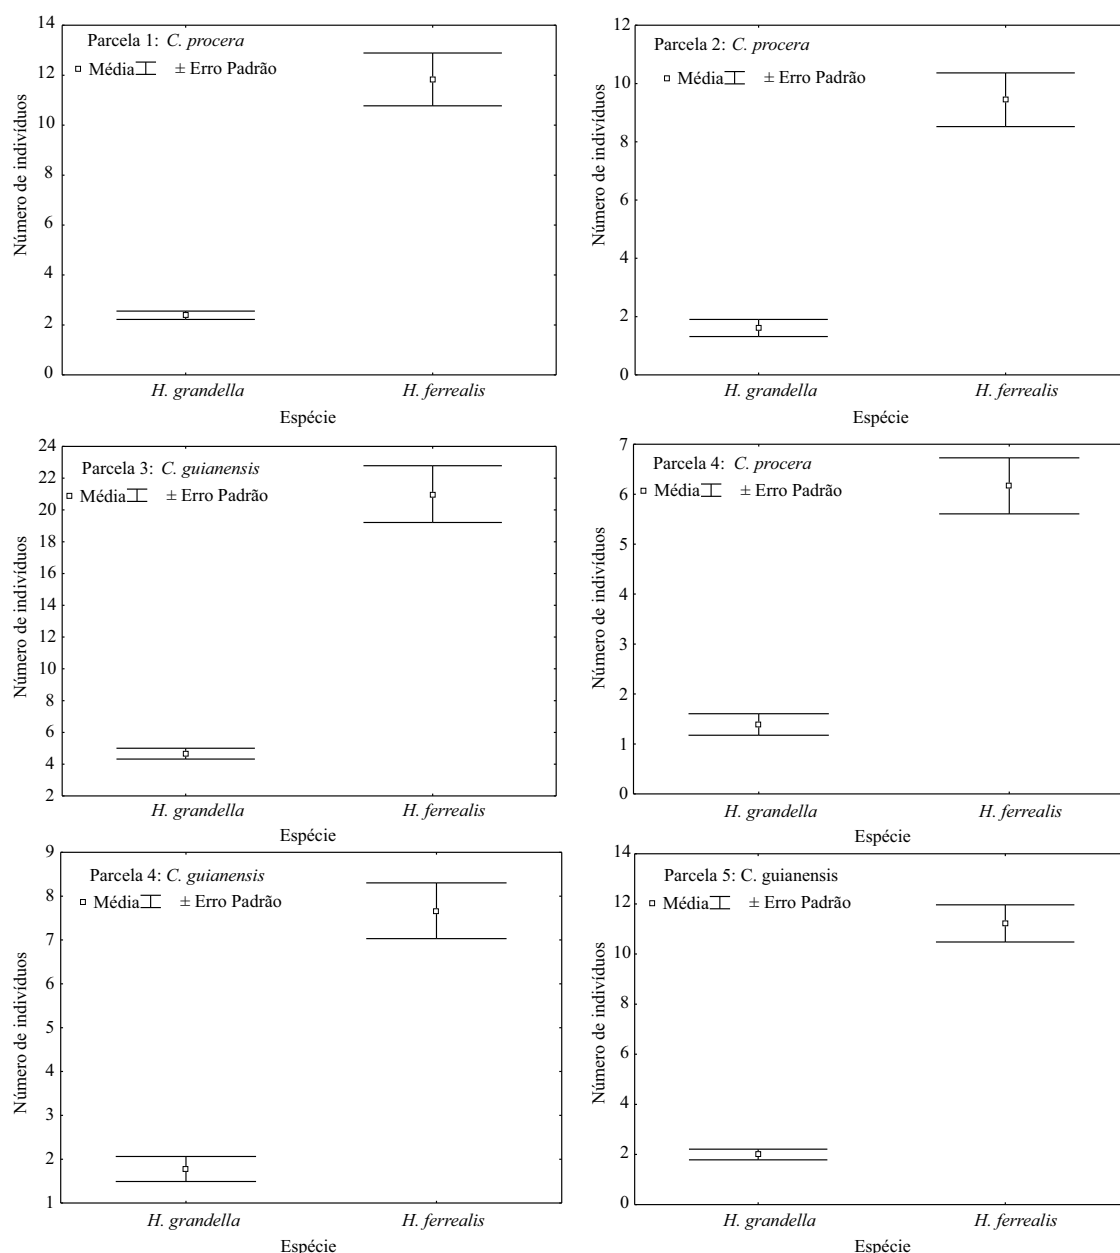 Parcela 1: C. procera
Média ± Erro Padrão
Número de indivíduos
14
12
10
8
6
4
2
0
H. grandella H. ferrealis
Espécie
Parcela 2: C. procera
Média ± Erro Padrão
Número de indivíduos
12
10
8
6
4
2
0
H. grandella H. ferrealis
Espécie
Parcela 3: C. guianensis
Média ± Erro Padrão
Número de indivíduos
24
22
20
18
16
14
12
10
8
6
4
2
H. grandella H. ferrealis
Espécie
Parcela 4: C. procera
Média ± Erro Padrão
Número de indivíduos
7
6
5
4
3
2
1
0
H. grandella H. ferrealis
Espécie
Parcela 4: C. guianensis
Média ± Erro Padrão
Número de indivíduos
9
8
7
6
5
4
3
2
1
H. grandella H. ferrealis
Espécie
Parcela 5: C. guianensis
Média ± Erro Padrão
Número de indivíduos
14
12
10
8
6
4
2
0
H. grandella H. ferrealis
Espécie